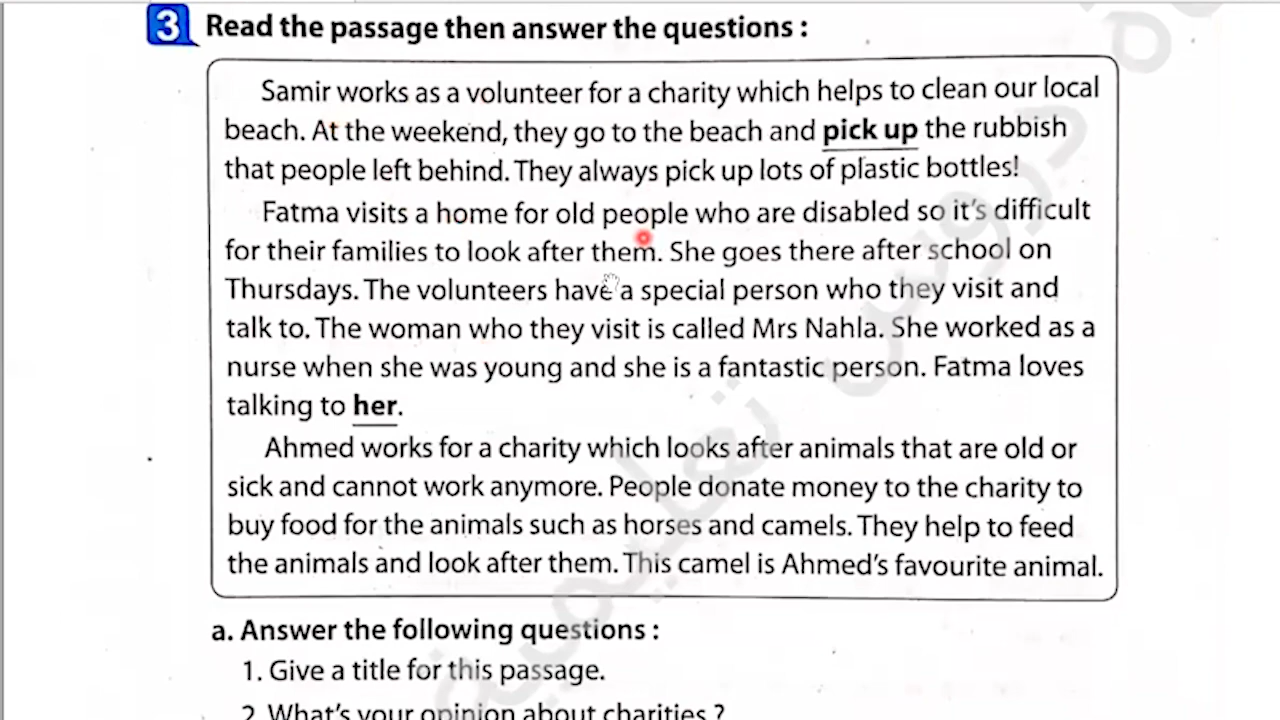 3 Read the passage then answer the questions :
Samir works as a volunteer for a charity which helps to clean our local
beach. At the weekend, they go to the beach and pick up the rubbish
that people left behind. They always pick up lots of plastic bottles!
Fatma visits a home for old people who are disabled so it's difficult
for their families to look after them. She goes there after school on
Thursdays. The volunteers have a special person who they visit and
talk to. The woman who they visit is called Mrs Nahla. She worked as a
nurse when she was young and she is a fantastic person. Fatma loves
talking to her.
Ahmed works for a charity which looks after animals that are old or
sick and cannot work anymore. People donate money to the charity to
buy food for the animals such as horses and camels. They help to feed
the animals and look after them. This camel is Ahmed's favourite animal.
a. Answer the following questions :
1. Give a title for this passage.
2. What's your opinion about charities ?